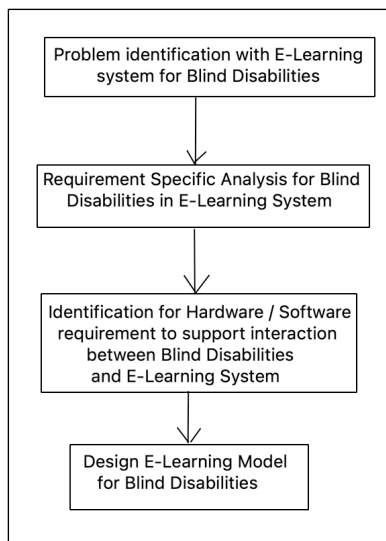 Problem identification with E-Learning
system for Blind Disabilities
Requirement Specific Analysis for Blind
Disabilities in E-Learning System
Identification for Hardware / Software
requirement to support interaction
between Blind Disabilities
and E-Learning System
Design E-Learning Model
for Blind Disabilities